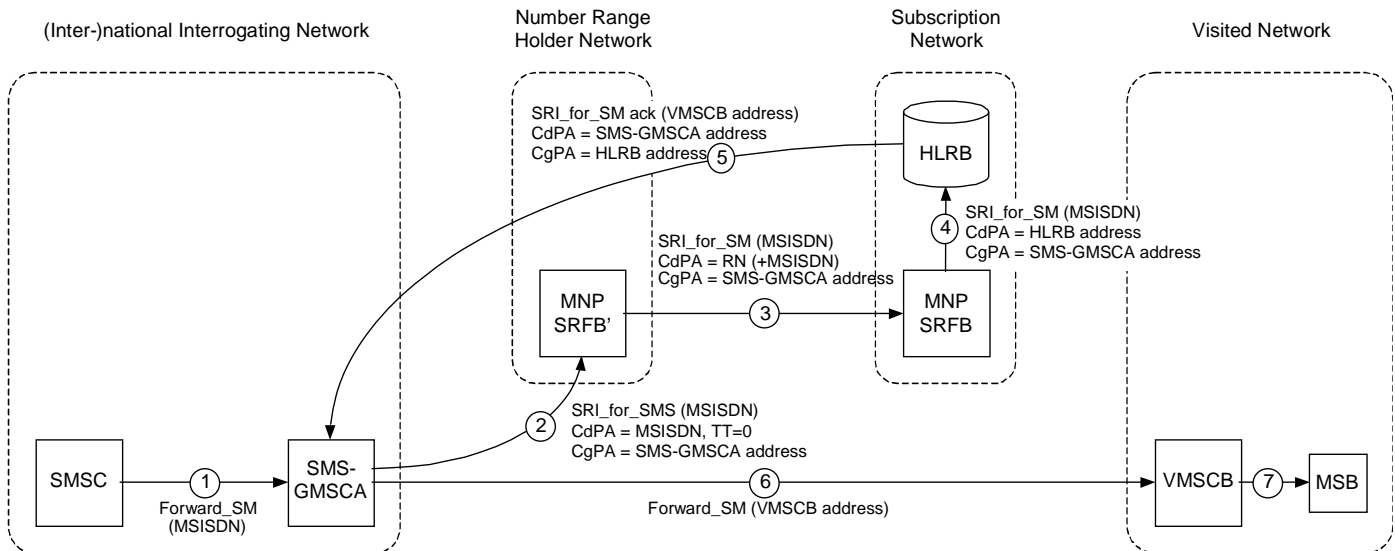 (Inter-)national Interrogating Network
Number Range
Holder Network
Subscription
Network
Visited Network
SRI_for_SM ack (VMSCB address)
CdPA = SMS-GMSCA address
CgPA = HLRB address
5
HLRB
4
SRI_for_SM (MSISDN)
CdPA = HLRB address
CgPA = SMS-GMSCA address
SRI_for_SM (MSISDN)
CdPA = RN (+MSISDN)
CgPA = SMS-GMSCA address
MNP
SRFB’
3
MNP
SRFB
2
SRI_for_SMS (MSISDN)
CdPA = MSISDN, TT=0
CgPA = SMS-GMSCA address
SMSC
1
Forward_SM
(MSISDN)
SMS-
GMSCA
6
Forward_SM (VMSCB address)
VMSCB
7
MSB